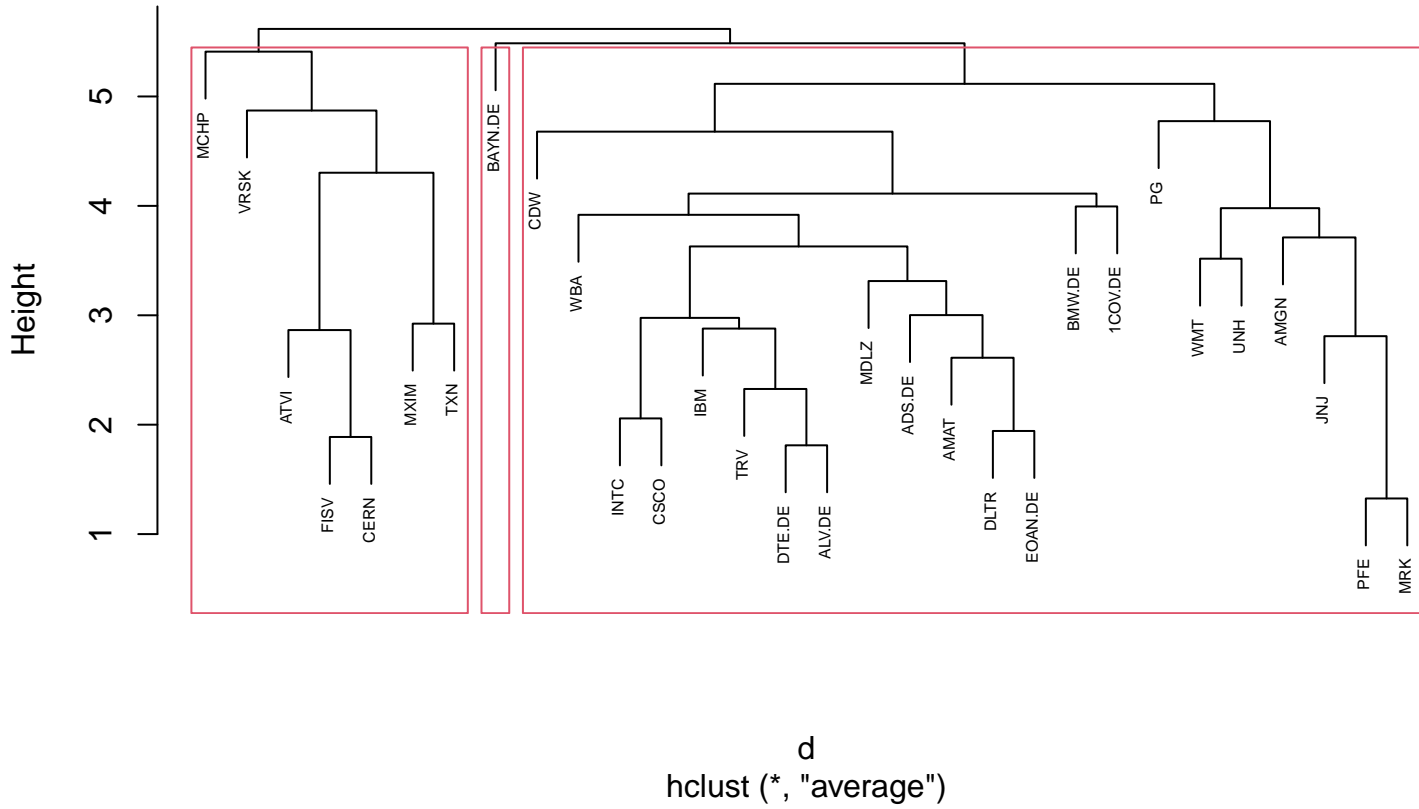 Height
5
4
3
2
1
MCHP
VRSK
ATVI
FISV
CERN
MXIM
TXN
BAYN.DE
CDW
WBA
INTC
CSCO
IBM
TRV
DTE.DE
ALV.DE
MDLZ
ADS.DE
AMAT
DLTR
EOAN.DE
BMW.DE
1COV.DE
PG
WMT
UNH
AMGN
JNJ
PFE
MRK
d
hclust (*, "average")